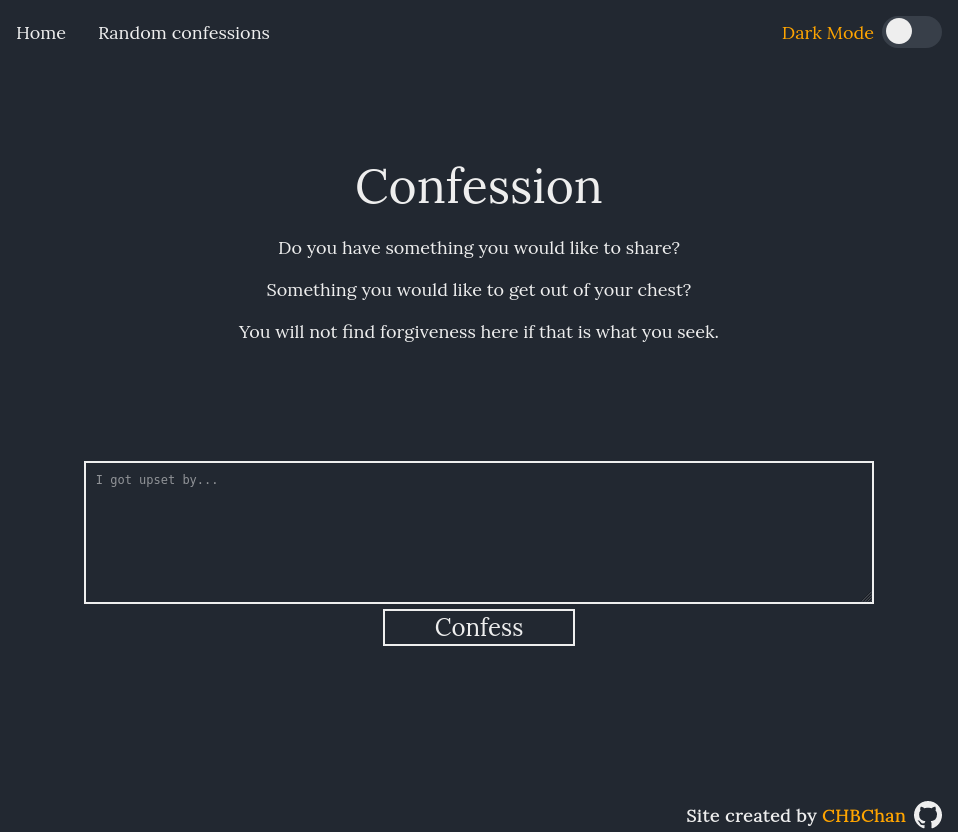 Home
Random confessions
Dark Mode
Confession
Do you have something you would like to share?
Something you would like to get out of your chest?
You will not find forgiveness here if that is what you seek.
I got upset by...
Confess
Site created by CHBChan